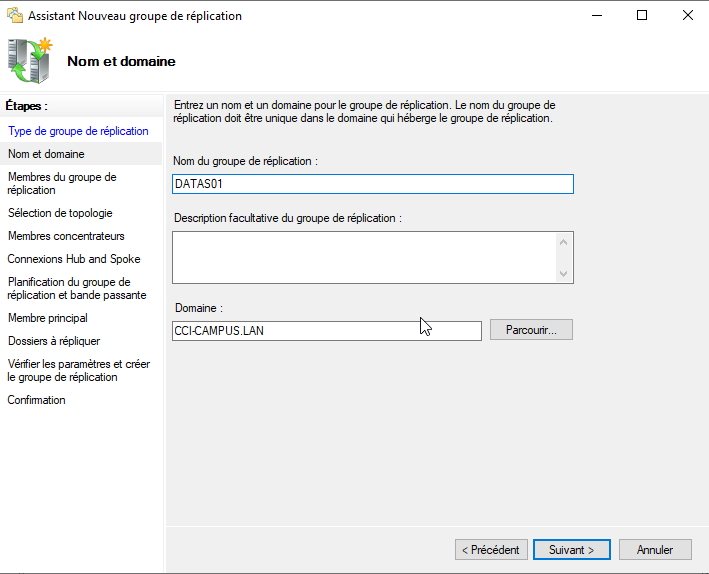 Assistant Nouveau groupe de réplication
Nom et domaine
Étapes :
Type de groupe de réplication
Nom et domaine
Membres du groupe de
réplication
Sélection de topologie
Membres concentrateurs
Connexions Hub and Spoke
Planification du groupe de
réplication et bande passante
Membre principal
Dossiers à répliquer
Vérifier les paramètres et créer
le groupe de réplication
Confirmation
Entrez un nom et un domaine pour le groupe de réplication. Le nom du groupe de
réplication doit être unique dans le domaine qui héberge le groupe de réplication.
Nom du groupe de réplication :
DATAS01
Description facultative du groupe de réplication :
Domaine :
CCI-CAMPUS.LAN
Parcourir...
< Précédent
Suivant >
Annuler